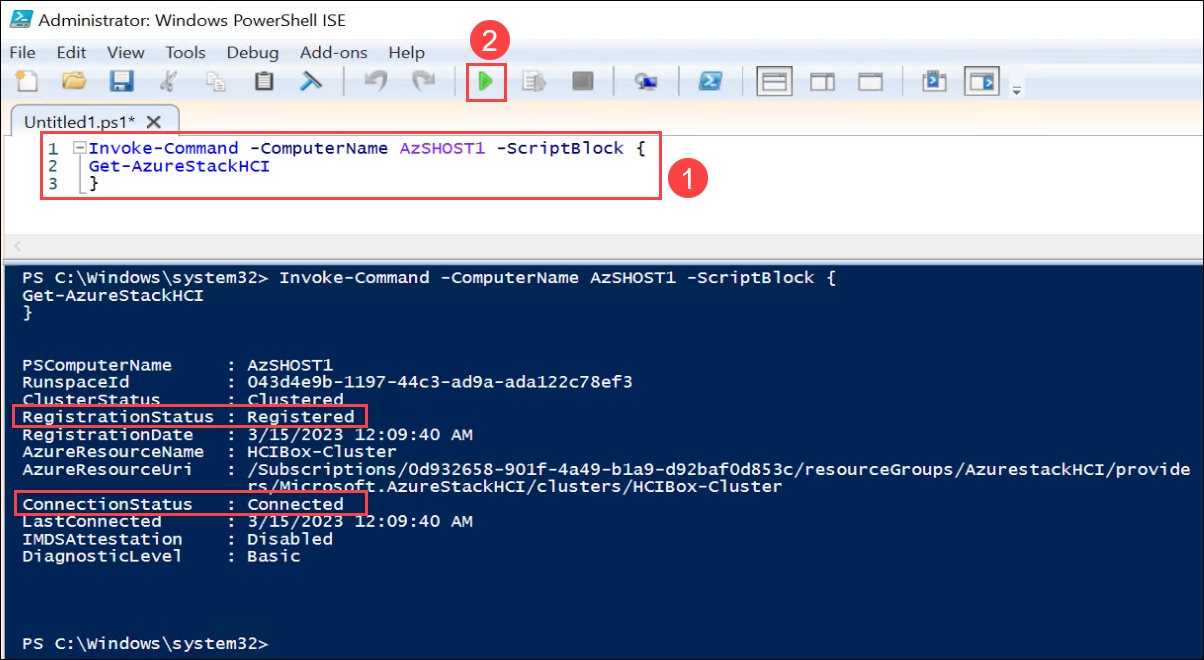 Administrator: Windows PowerShell ISE
File Edit View Tools Debug Add-ons Help
2
Untitled1.ps1*
1 Invoke-Command -ComputerName AzSHOST1 -ScriptBlock {
2 Get-AzureStackHCI
3 }
1
PS C:\Windows\system32> Invoke-Command -ComputerName AzSHOST1 -ScriptBlock {
Get-AzureStackHCI
}
PSComputerName : AzSHOST1
RunspaceId : 043d4e9b-1197-44c3-ad9a-ada122c78ef3
ClusterStatus : Clustered
RegistrationStatus : Registered
RegistrationDate : 3/15/2023 12:09:40 AM
AzureResourceName : HCIBox-Cluster
AzureResourceUri : /Subscriptions/0d932658-901f-4a49-b1a9-d92baf0d853c/resourceGroups/AzurestackHCI/provide
rs/Microsoft.AzureStackHCI/clusters/HCIBox-Cluster
ConnectionStatus : Connected
LastConnected : 3/15/2023 12:09:40 AM
IMDSAttestation : Disabled
DiagnosticLevel : Basic
PS C:\Windows\system32>